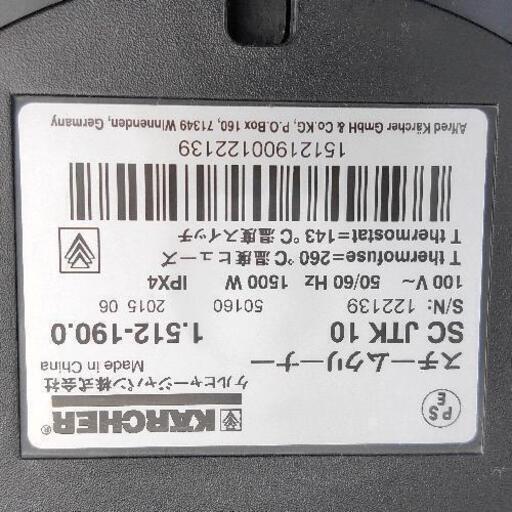 KÄRCHER®
PS
E
ケルヒャージャパン株式会社
Made in China
スチームクリーナー
SC JTK 10 1.512-190.0
S/N: 122139 50160 2015 06
100 V~ 50/60 Hz 1500 W IPX4
T thermofuse=260 °C 温度ヒューズ
T thermostat=143 °C 温度スイッチ
15121900122139
Alfred Kärcher GmbH & Co.KG, P.O.Box 160, 71349 Winnenden, Germany